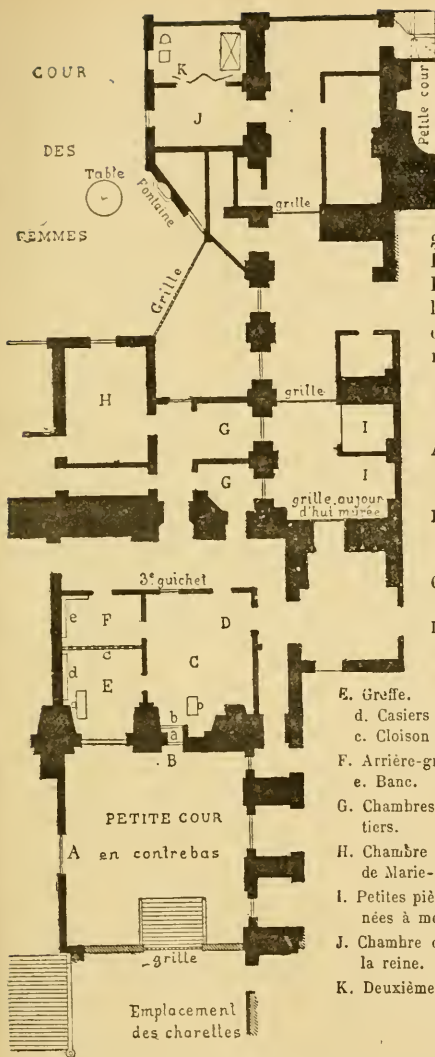 COUR
DES
FEMMES
Table
Fontaine
Grille
K
J
Petite cour
grille
H
G
G
grille
I
I
grille aujour
d'hui murée
3e guichet
e
F
c
d
E
D
C
b
a
B
A
PETITE COUR
en contrebas
grille
Emplacement
des charettes
E. Greffe.
d. Casiers
c. Cloison
F. Arrière-gr
e. Banc.
G. Chambres
tiers.
H. Chambre
de Marie-
I. Petites piè
nées à me
J. Chambre d
la reine.
K. Deuxième